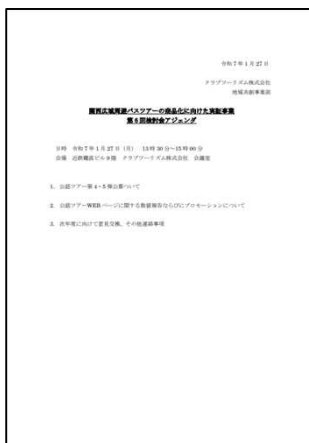 令和7年1月27日
クラブツーリズム株式会社
地域共創事業部
関西広域周遊バスツアーの商品化に向けた実証事業
第6回検討会アジェンダ
日時 令和7年1月27日（月） 13時30分～15時00分
会場 近鉄難波ビル9階 クラブツーリズム株式会社 会議室
1. 公認ツアー第4・5弾公募ついて
2. 公認ツアーWEBページに関する数値報告ならびにプロモーションについて
3. 次年度に向けて意見交換、その他連絡事項